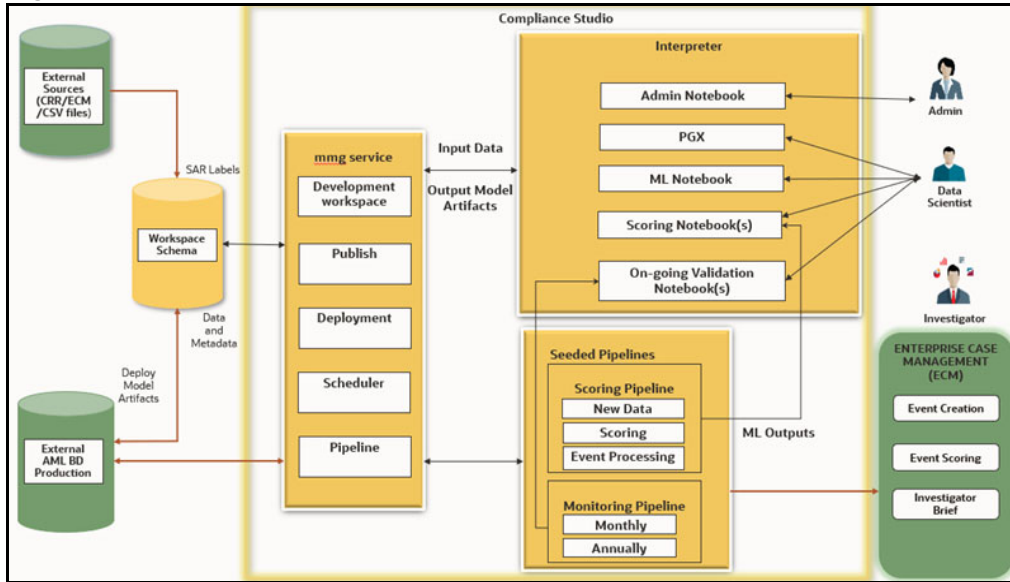 Compliance Studio
External
Sources
(CRR/ECM
/CSV files)
SAR Labels
Workspace
Schema
Data
and
Metadata
Deploy
Model
Artifacts
External
AML BD
Production
mmg service
Development
workspace
Publish
Deployment
Scheduler
Pipeline
Input Data
Output Model
Artifacts
Interpreter
Admin Notebook
PGX
ML Notebook
Scoring Notebook(s)
On-going Validation
Notebook(s)
Seeded Pipelines
Scoring Pipeline
New Data
Scoring
Event Processing
Monitoring Pipeline
Monthly
Annually
ML Outputs
Admin
Data
Scientist
Investigator
ENTERPRISE CASE
MANAGEMENT
(ECM)
Event Creation
Event Scoring
Investigator
Brief